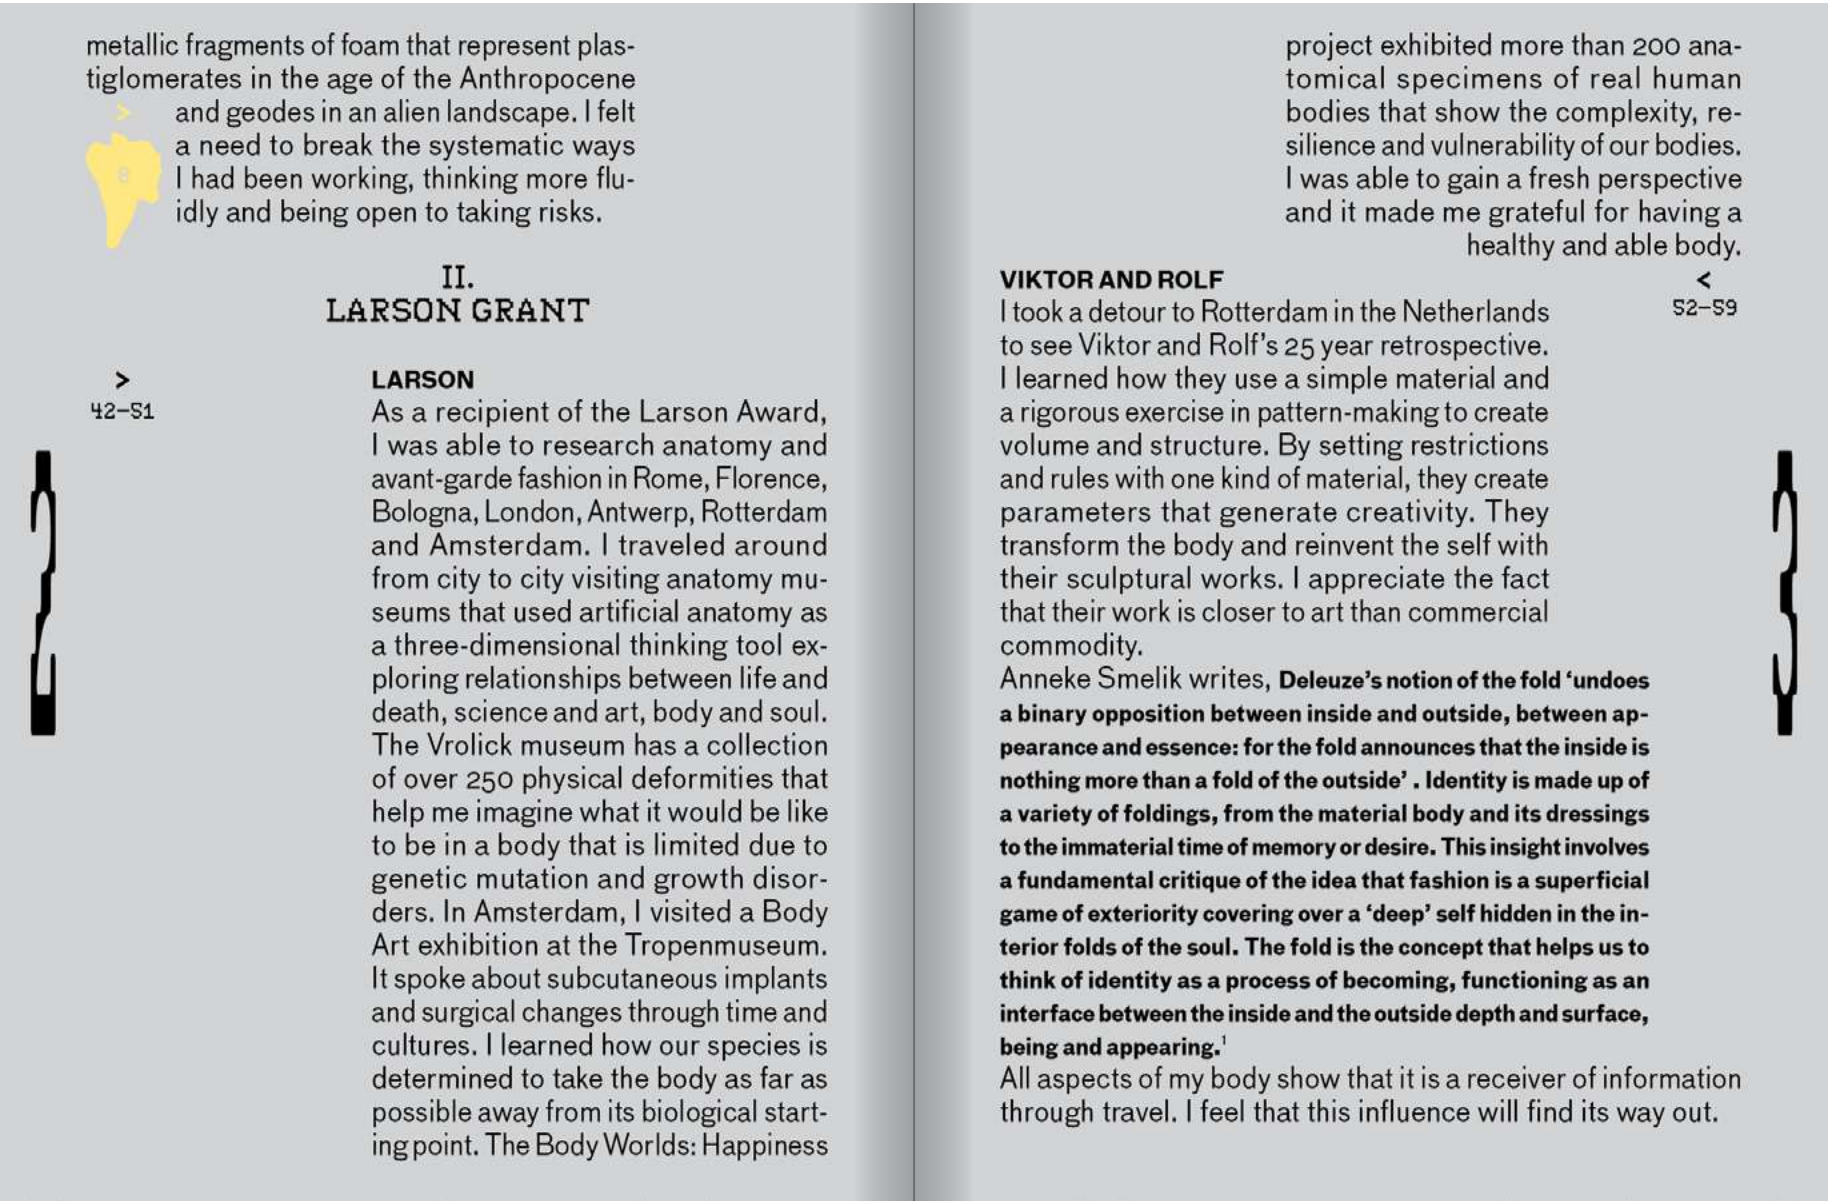 metallic fragments of foam that represent plas-
tiglomerates in the age of the Anthropocene
>
and geodes in an alien landscape. I felt
a need to break the systematic ways
8
I had been working, thinking more flu-
idly and being open to taking risks.
II.
LARSON GRANT
>
42–51
2
LARSON
As a recipient of the Larson Award,
I was able to research anatomy and
avant-garde fashion in Rome, Florence,
Bologna, London, Antwerp, Rotterdam
and Amsterdam. I traveled around
from city to city visiting anatomy mu-
seums that used artificial anatomy as
a three-dimensional thinking tool ex-
ploring relationships between life and
death, science and art, body and soul.
The Vrolick museum has a collection
of over 250 physical deformities that
help me imagine what it would be like
to be in a body that is limited due to
genetic mutation and growth disor-
ders. In Amsterdam, I visited a Body
Art exhibition at the Tropenmuseum.
It spoke about subcutaneous implants
and surgical changes through time and
cultures. I learned how our species is
determined to take the body as far as
possible away from its biological start-
ing point. The Body Worlds: Happiness
project exhibited more than 200 ana-
tomical specimens of real human
bodies that show the complexity, re-
silience and vulnerability of our bodies.
I was able to gain a fresh perspective
and it made me grateful for having a
healthy and able body.
VIKTOR AND ROLF
<
52–59
3
I took a detour to Rotterdam in the Netherlands
to see Viktor and Rolf's 25 year retrospective.
I learned how they use a simple material and
a rigorous exercise in pattern-making to create
volume and structure. By setting restrictions
and rules with one kind of material, they create
parameters that generate creativity. They
transform the body and reinvent the self with
their sculptural works. I appreciate the fact
that their work is closer to art than commercial
commodity.
Anneke Smelik writes, Deleuze's notion of the fold 'undoes
a binary opposition between inside and outside, between ap-
pearance and essence: for the fold announces that the inside is
nothing more than a fold of the outside' . Identity is made up of
a variety of foldings, from the material body and its dressings
to the immaterial time of memory or desire. This insight involves
a fundamental critique of the idea that fashion is a superficial
game of exteriority covering over a 'deep' self hidden in the in-
terior folds of the soul. The fold is the concept that helps us to
think of identity as a process of becoming, functioning as an
interface between the inside and the outside depth and surface,
being and appearing.¹
All aspects of my body show that it is a receiver of information
through travel. I feel that this influence will find its way out.